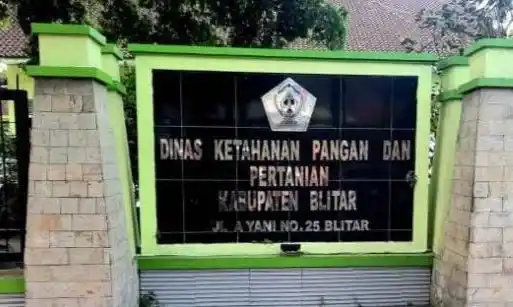 DINAS KETAHANAN PANGAN DAN
PERTANIAN
KABUPATEN BLITAR
JL. A YANI NO. 25 BLITAR